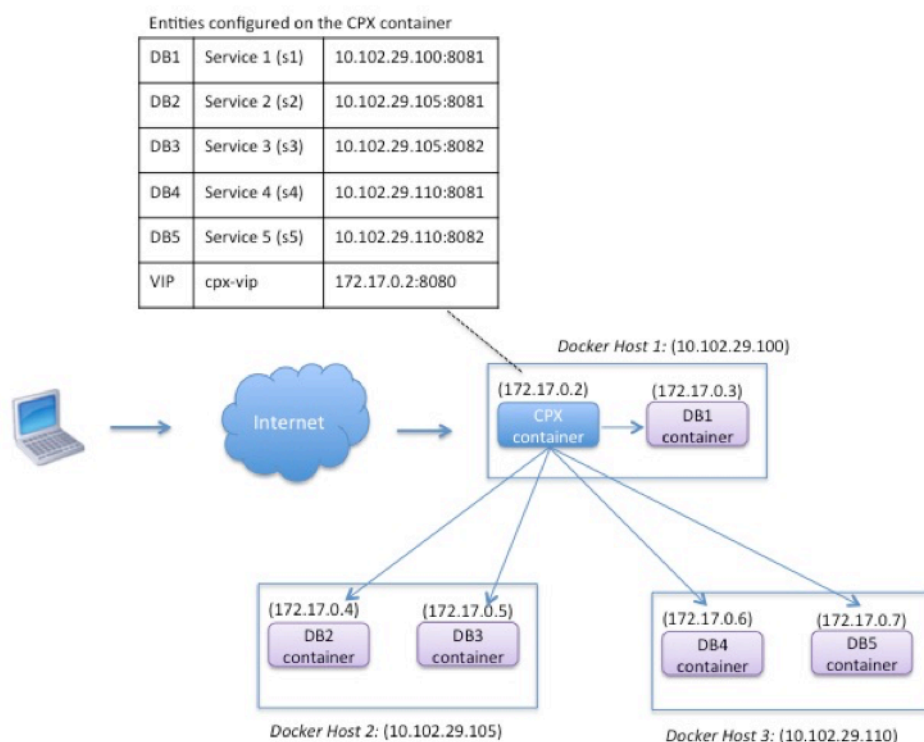 Entities configured on the CPX container
DB1 Service 1 (s1) 10.102.29.100:8081
DB2 Service 2 (s2) 10.102.29.105:8081
DB3 Service 3 (s3) 10.102.29.105:8082
DB4 Service 4 (s4) 10.102.29.110:8081
DB5 Service 5 (s5) 10.102.29.110:8082
VIP cpx-vip 172.17.0.2:8080
Docker Host 1: (10.102.29.100)
(172.17.0.2)
CPX
container
(172.17.0.3)
DB1
container
Internet
(172.17.0.4)
DB2
container
(172.17.0.5)
DB3
container
Docker Host 2: (10.102.29.105)
(172.17.0.6)
DB4
container
(172.17.0.7)
DB5
container
Docker Host 3: (10.102.29.110)